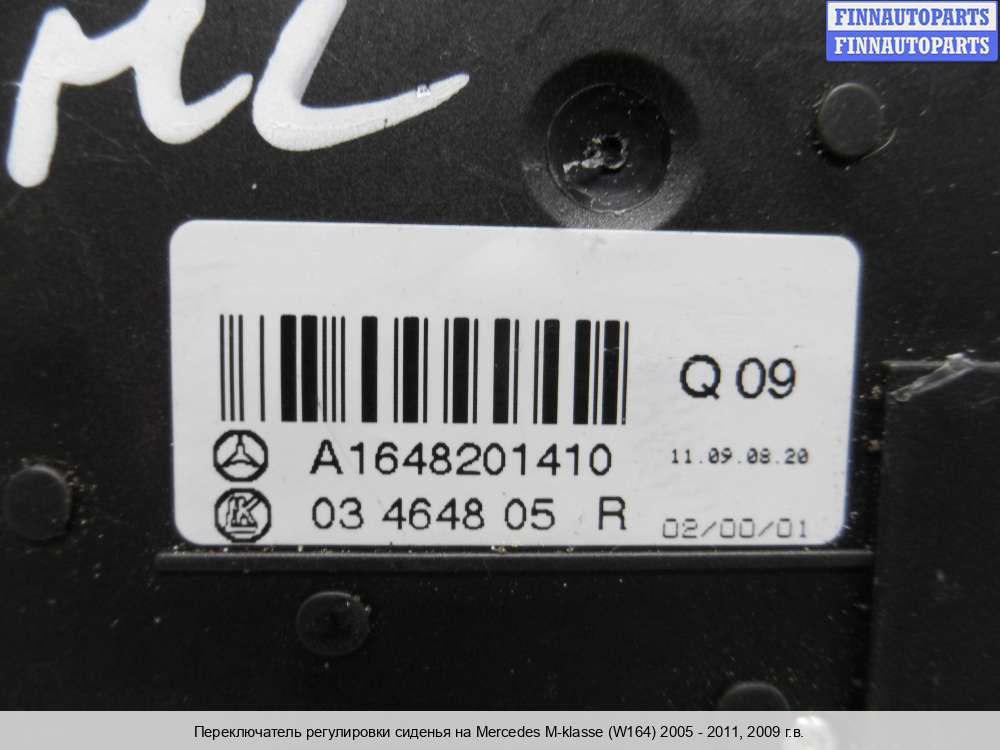 FINNAUTOPARTS
FINNAUTOPARTS
ML
Q 09
A1648201410
11.09.08.20
K
03 4648 05 R
02/00/01
Переключатель регулировки сиденья на Mercedes M-klasse (W164) 2005 - 2011, 2009 г.в.